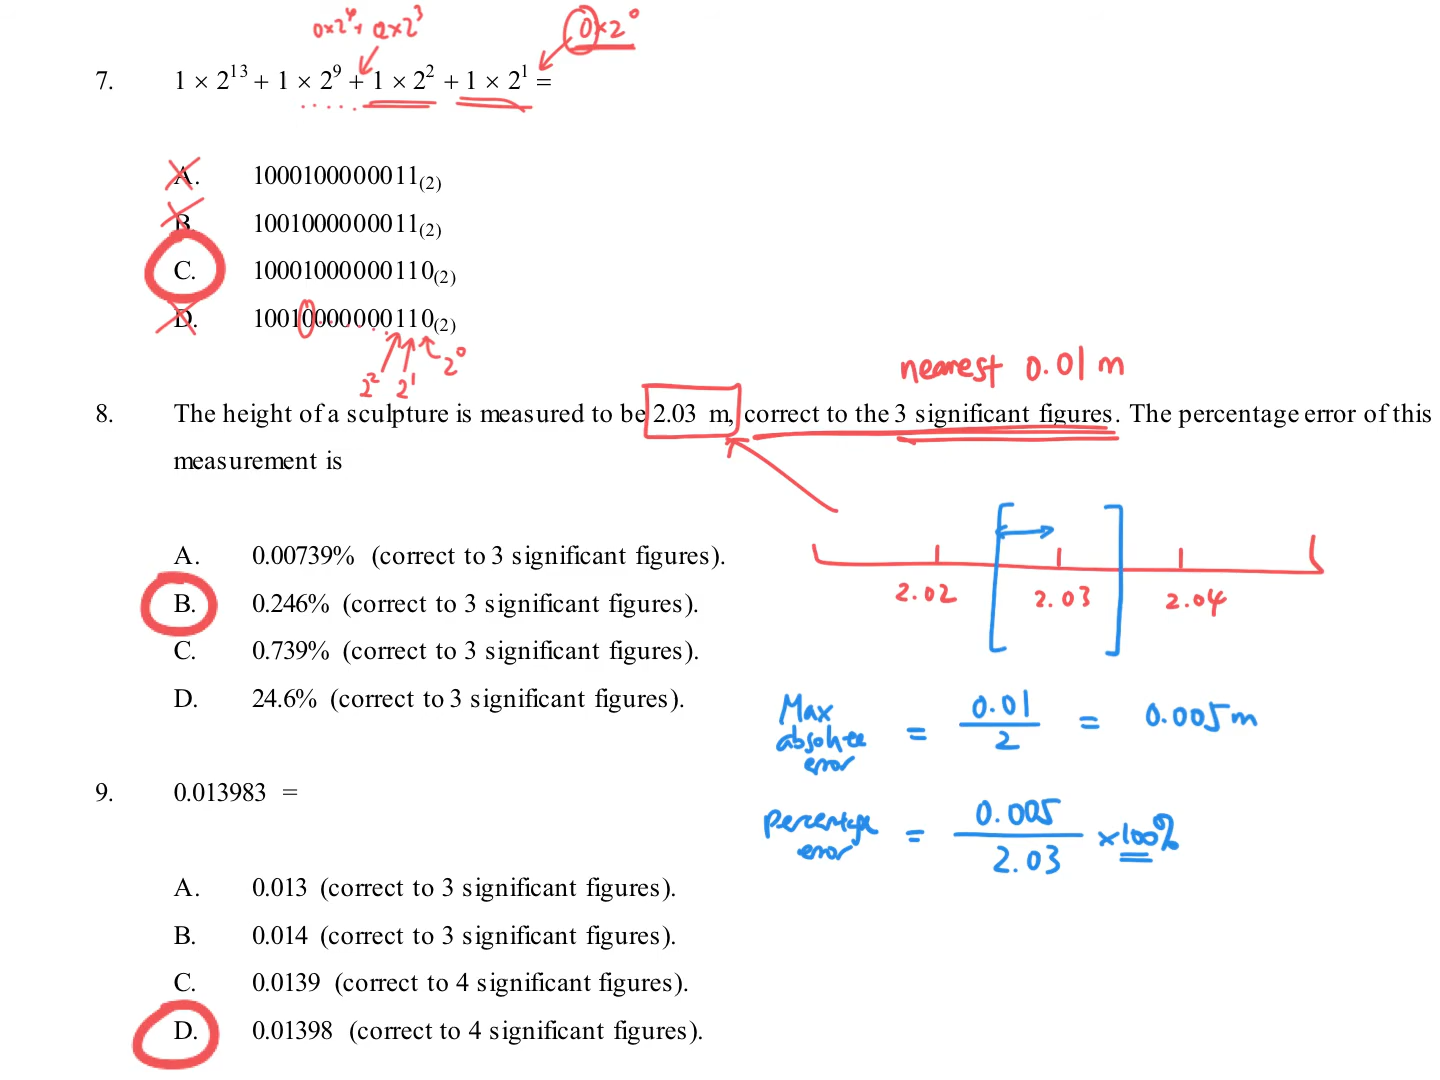 0×2⁴+ 0×2³
0×2⁰
7. 1 × 2¹³ + 1 × 2⁹ + 1 × 2² + 1 × 2¹ =
A. 1000100000011₍₂₎
B. 1001000000011₍₂₎
C. 10001000000110₍₂₎
D. 10010000000110₍₂₎
2² 2¹ 2⁰
nearest 0.01 m
8. The height of a sculpture is measured to be 2.03 m, correct to the 3 significant figures. The percentage error of this
measurement is
A. 0.00739% (correct to 3 significant figures).
B. 0.246% (correct to 3 significant figures).
C. 0.739% (correct to 3 significant figures).
D. 24.6% (correct to 3 significant figures).
2.02 2.03 2.04
Max
absolute
error
= 0.01/2 = 0.005 m
percentage
error
= 0.005/2.03 ×100%
9. 0.013983 =
A. 0.013 (correct to 3 significant figures).
B. 0.014 (correct to 3 significant figures).
C. 0.0139 (correct to 4 significant figures).
D. 0.01398 (correct to 4 significant figures).